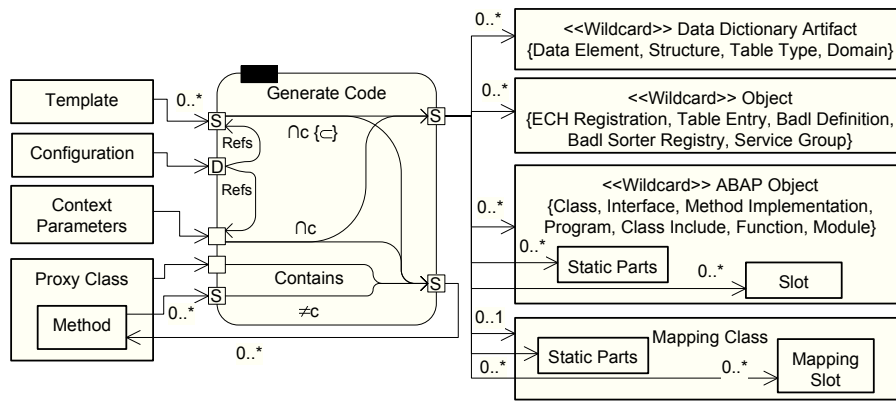 Template
Configuration
Context
Parameters
Proxy Class
Method
0..*
0..*
0..*
Generate Code
S
D
S
S
S
Refs
Refs
∩c {⊂}
∩c
Contains
≠c
0..*
<<Wildcard>> Data Dictionary Artifact
{Data Element, Structure, Table Type, Domain}
0..*
<<Wildcard>> Object
{ECH Registration, Table Entry, BadI Definition,
BadI Sorter Registry, Service Group}
0..*
<<Wildcard>> ABAP Object
{Class, Interface, Method Implementation,
Program, Class Include, Function, Module}
0..*
Static Parts
0..*
Slot
0..1
Mapping Class
0..*
Static Parts
0..*
Mapping
Slot